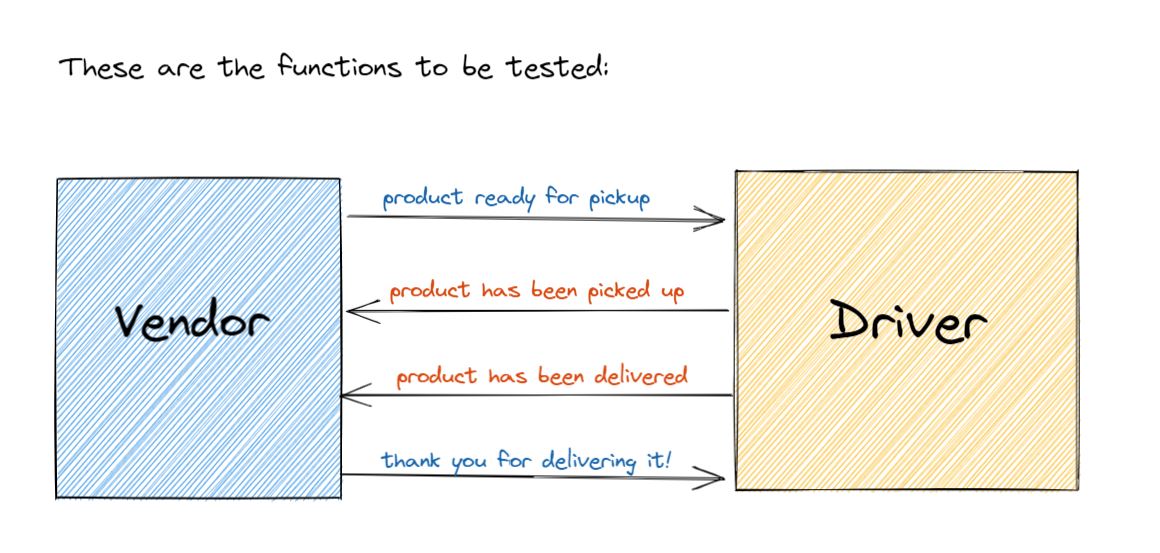 These are the functions to be tested:
product ready for pickup
product has been picked up
Vendor
Driver
product has been delivered
thank you for delivering it!